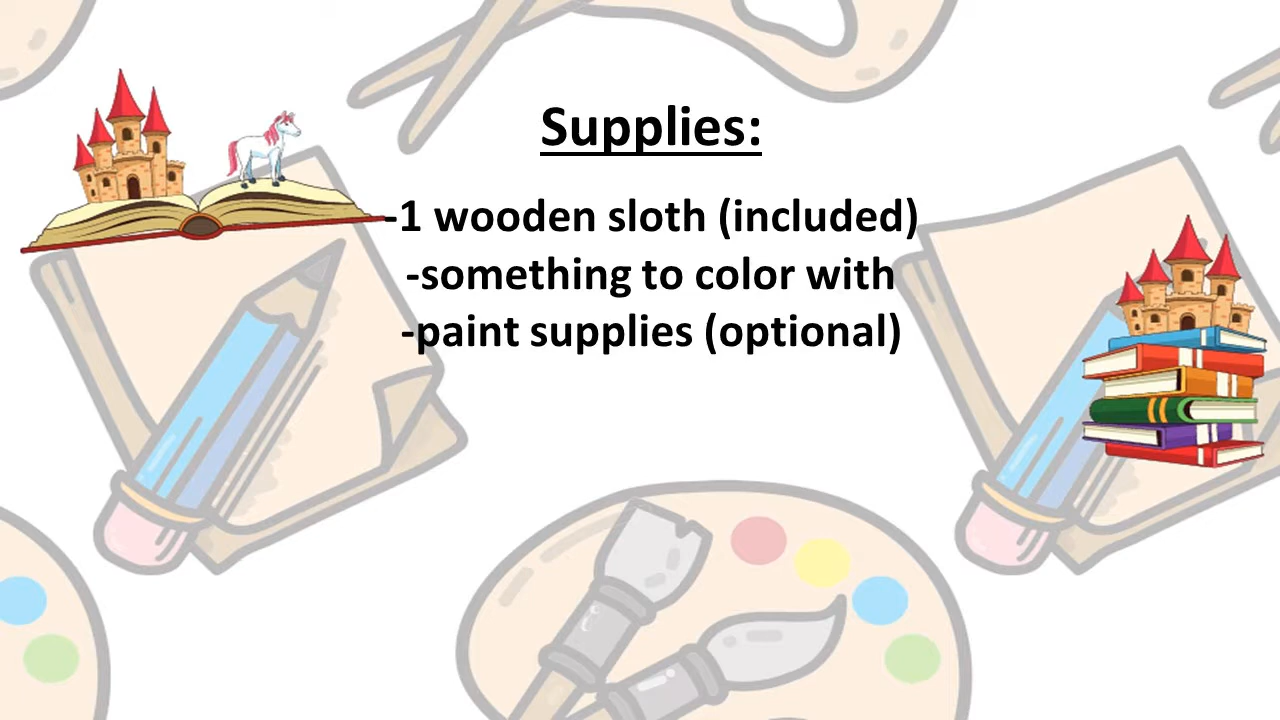 Supplies:
-1 wooden sloth (included)
-something to color with
-paint supplies (optional)